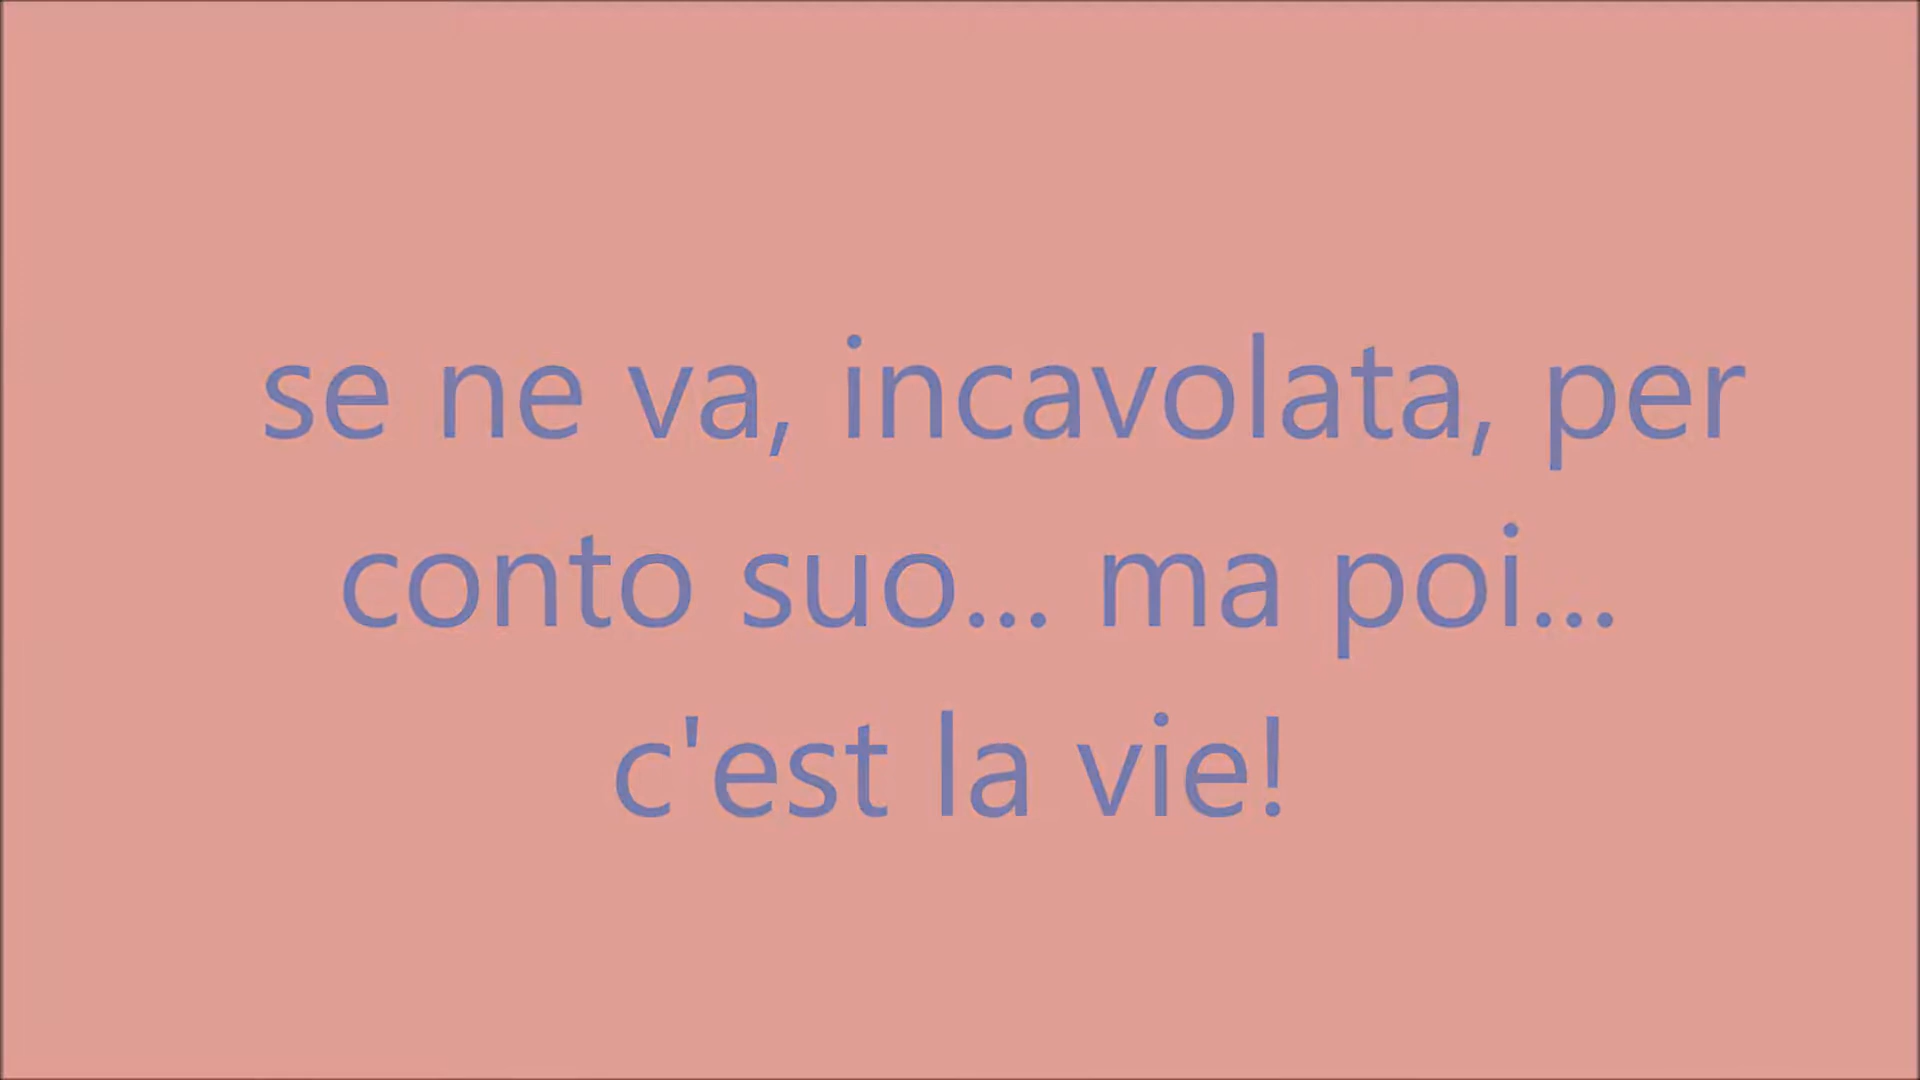 se ne va, incavolata, per
conto suo... ma poi...
c'est la vie!